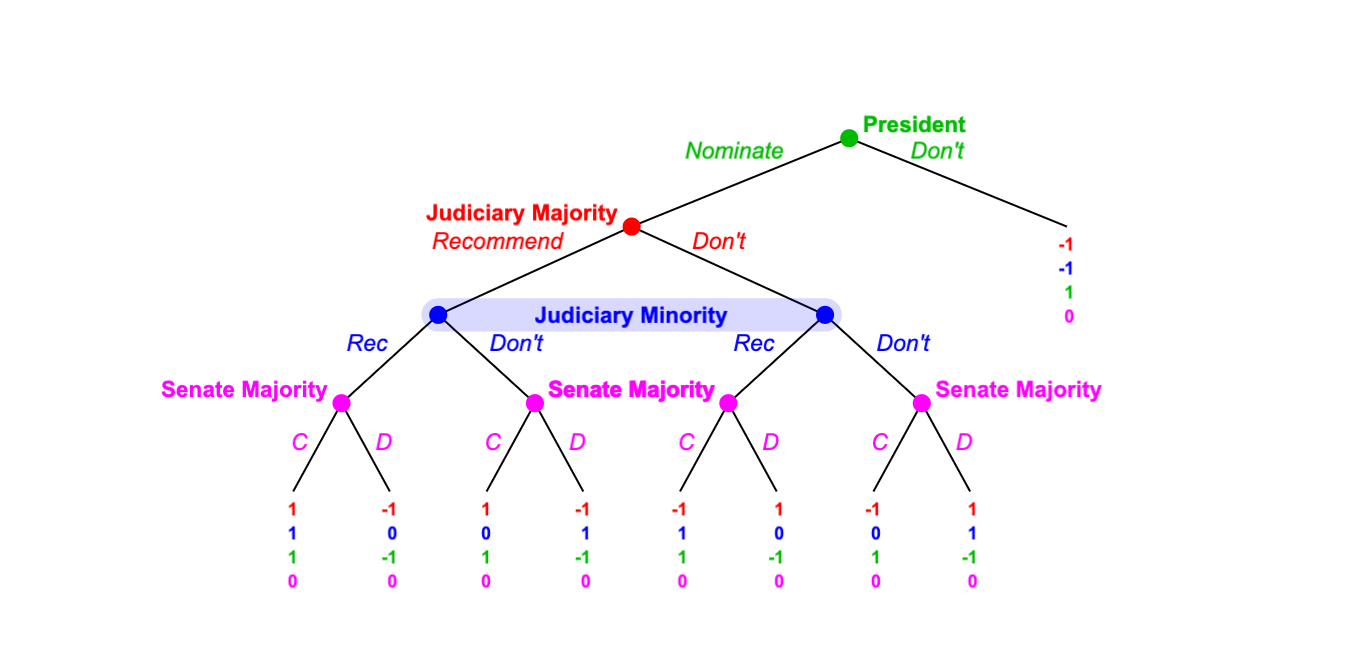 President
Nominate Don't
Judiciary Majority
Recommend Don't
-1
-1
1
0
Judiciary Minority
Rec Don't Rec Don't
Senate Majority Senate Majority Senate Majority
C D C D C D C D
1 -1 1 -1 -1 1 -1 1
1 0 0 1 1 0 0 1
1 -1 1 -1 1 -1 1 -1
0 0 0 0 0 0 0 0